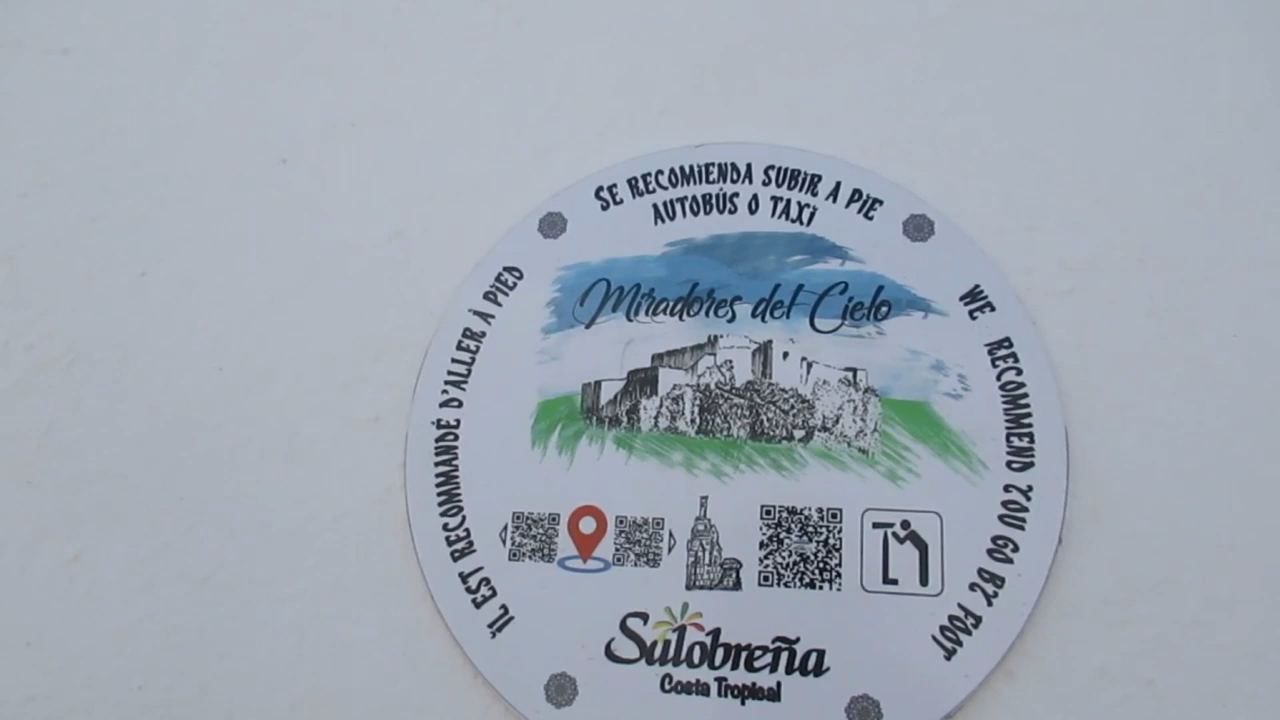 SE RECOMIENDA SUBIR A PIE
AUTOBÚS O TAXI
Miradores del Cielo
IL EST RECOMMANDÉ D'ALLER À PIED
WE RECOMMEND YOU GO BY FOOT
Salobreña
Costa Tropical